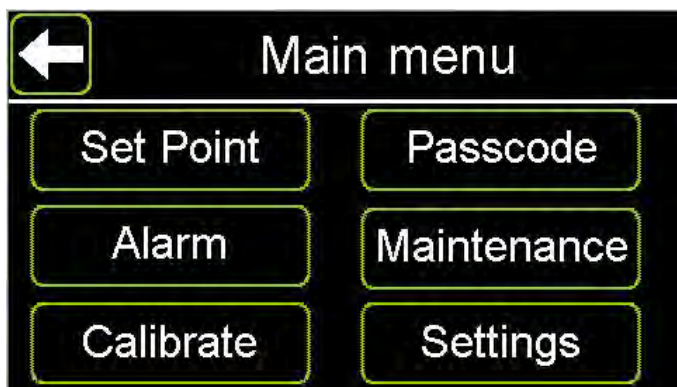 Main menu
Set Point
Passcode
Alarm
Maintenance
Calibrate
Settings